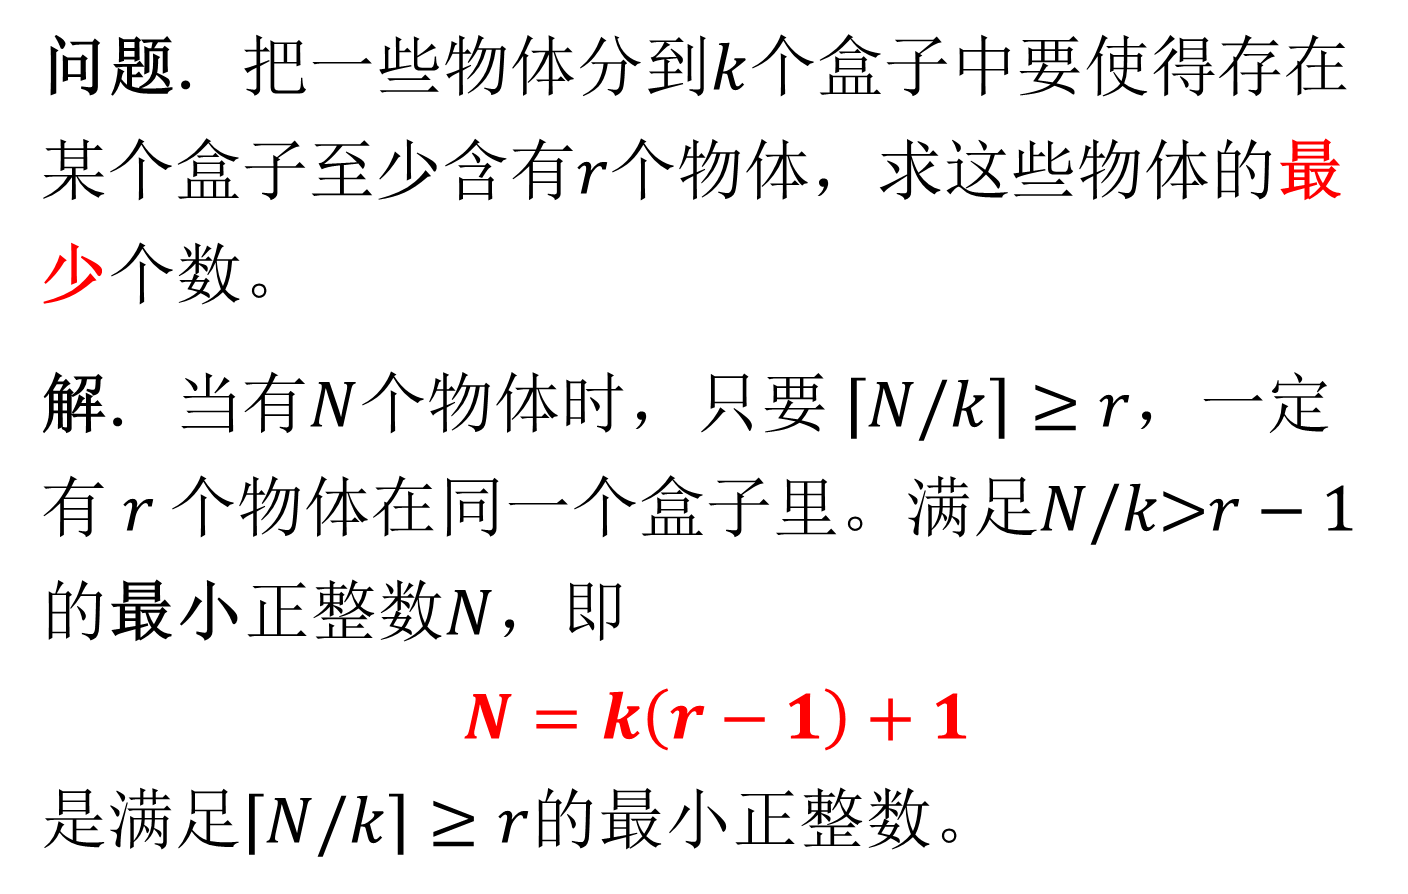 问题. 把一些物体分到k个盒子中要使得存在
某个盒子至少含有r个物体，求这些物体的最
少个数。
解. 当有N个物体时，只要 ⌈N/k⌉ ≥ r，一定
有 r 个物体在同一个盒子里。满足N/k>r − 1
的最小正整数N，即
N = k(r − 1) + 1
是满足⌈N/k⌉ ≥ r的最小正整数。